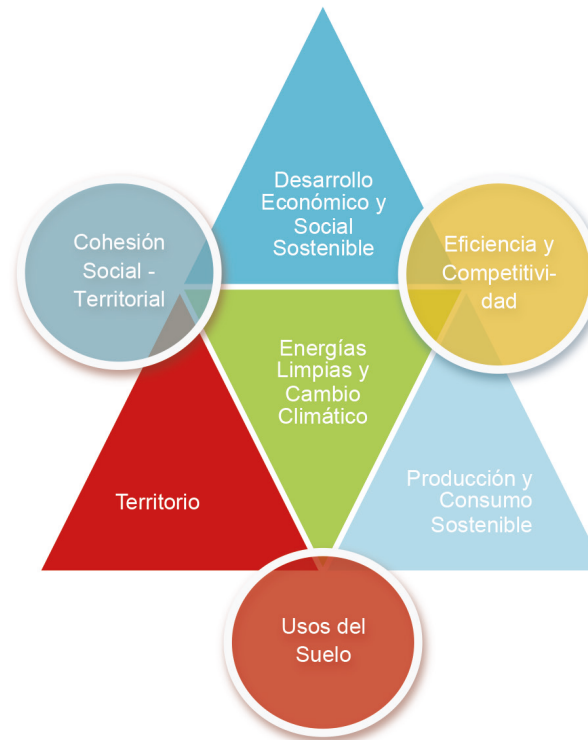 Desarrollo
Económico y
Social
Sostenible
Cohesión
Social -
Territorial
Eficiencia y
Competitivi-
dad
Energías
Limpias y
Cambio
Climático
Territorio
Producción y
Consumo
Sostenible
Usos del
Suelo